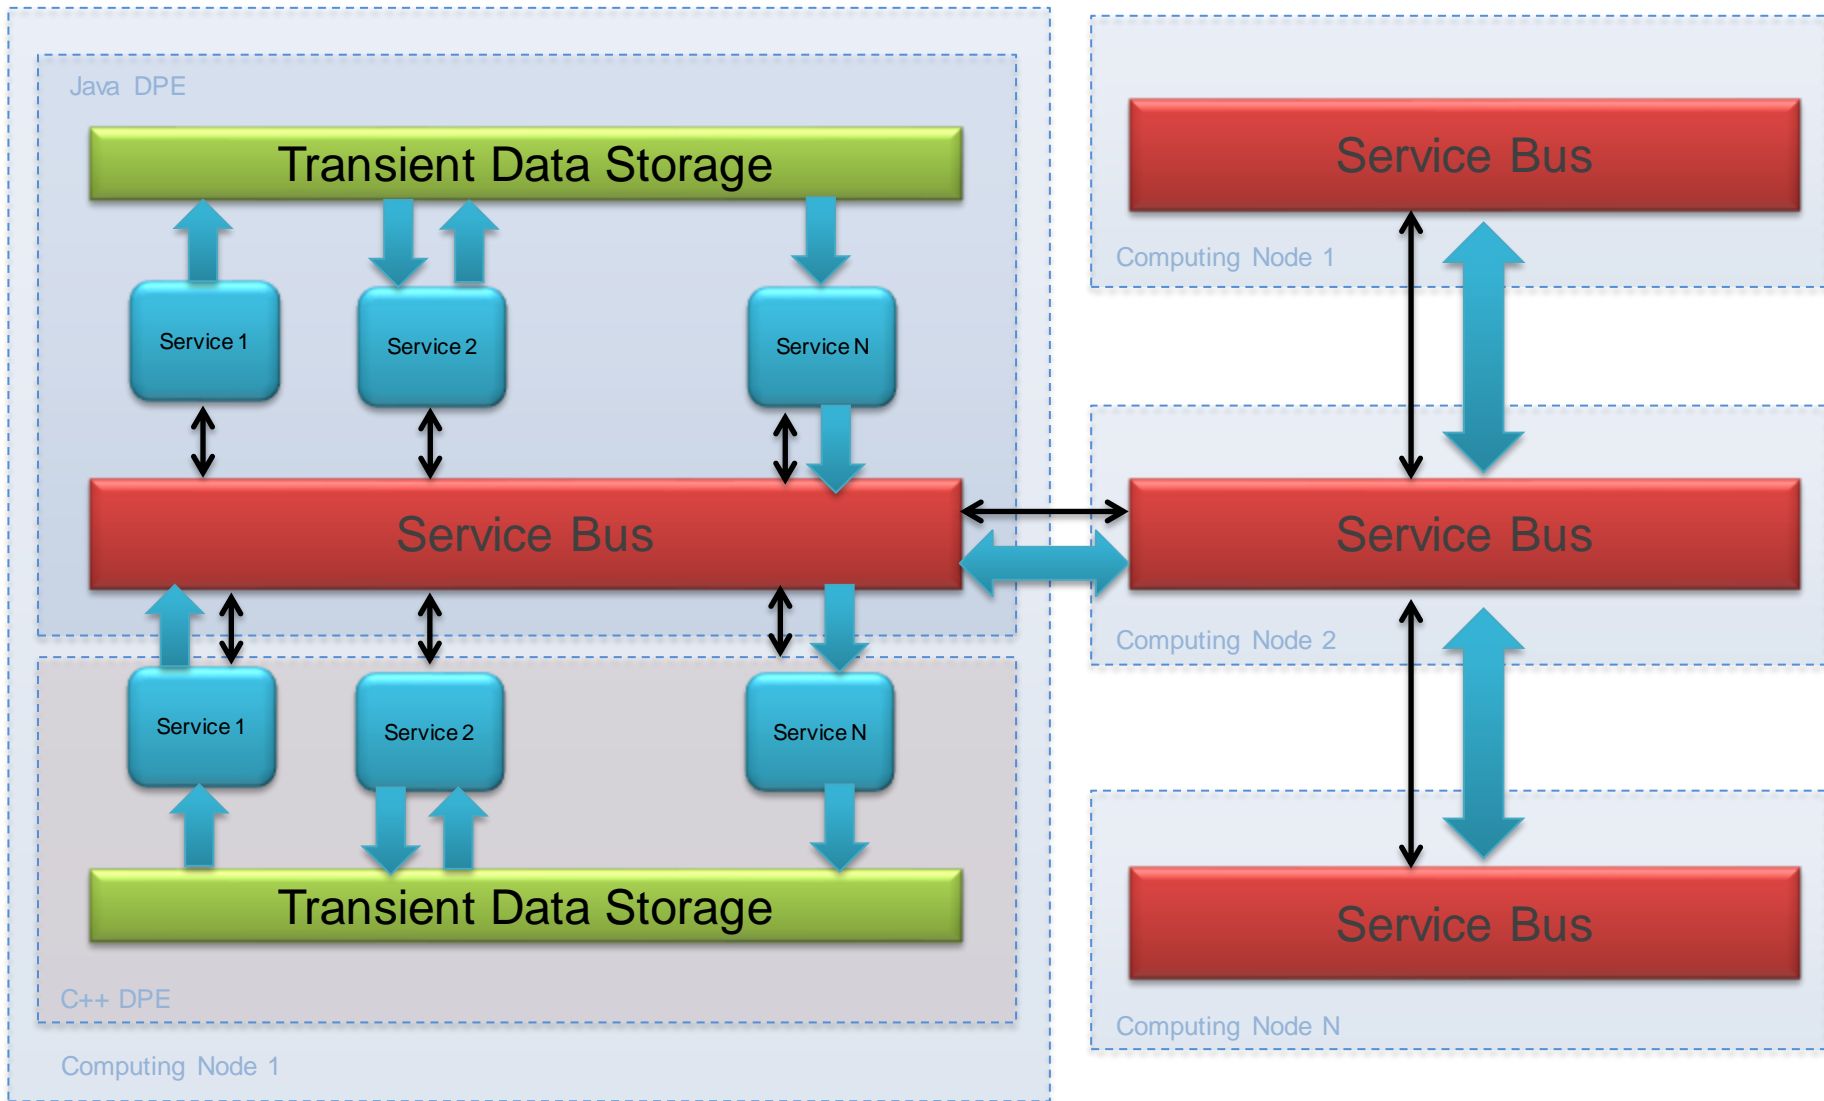 Java DPE
Transient Data Storage
Service 1
Service 2
Service N
Service Bus
Service 1
Service 2
Service N
Transient Data Storage
C++ DPE
Computing Node 1
Service Bus
Computing Node 1
Service Bus
Computing Node 2
Service Bus
Computing Node N